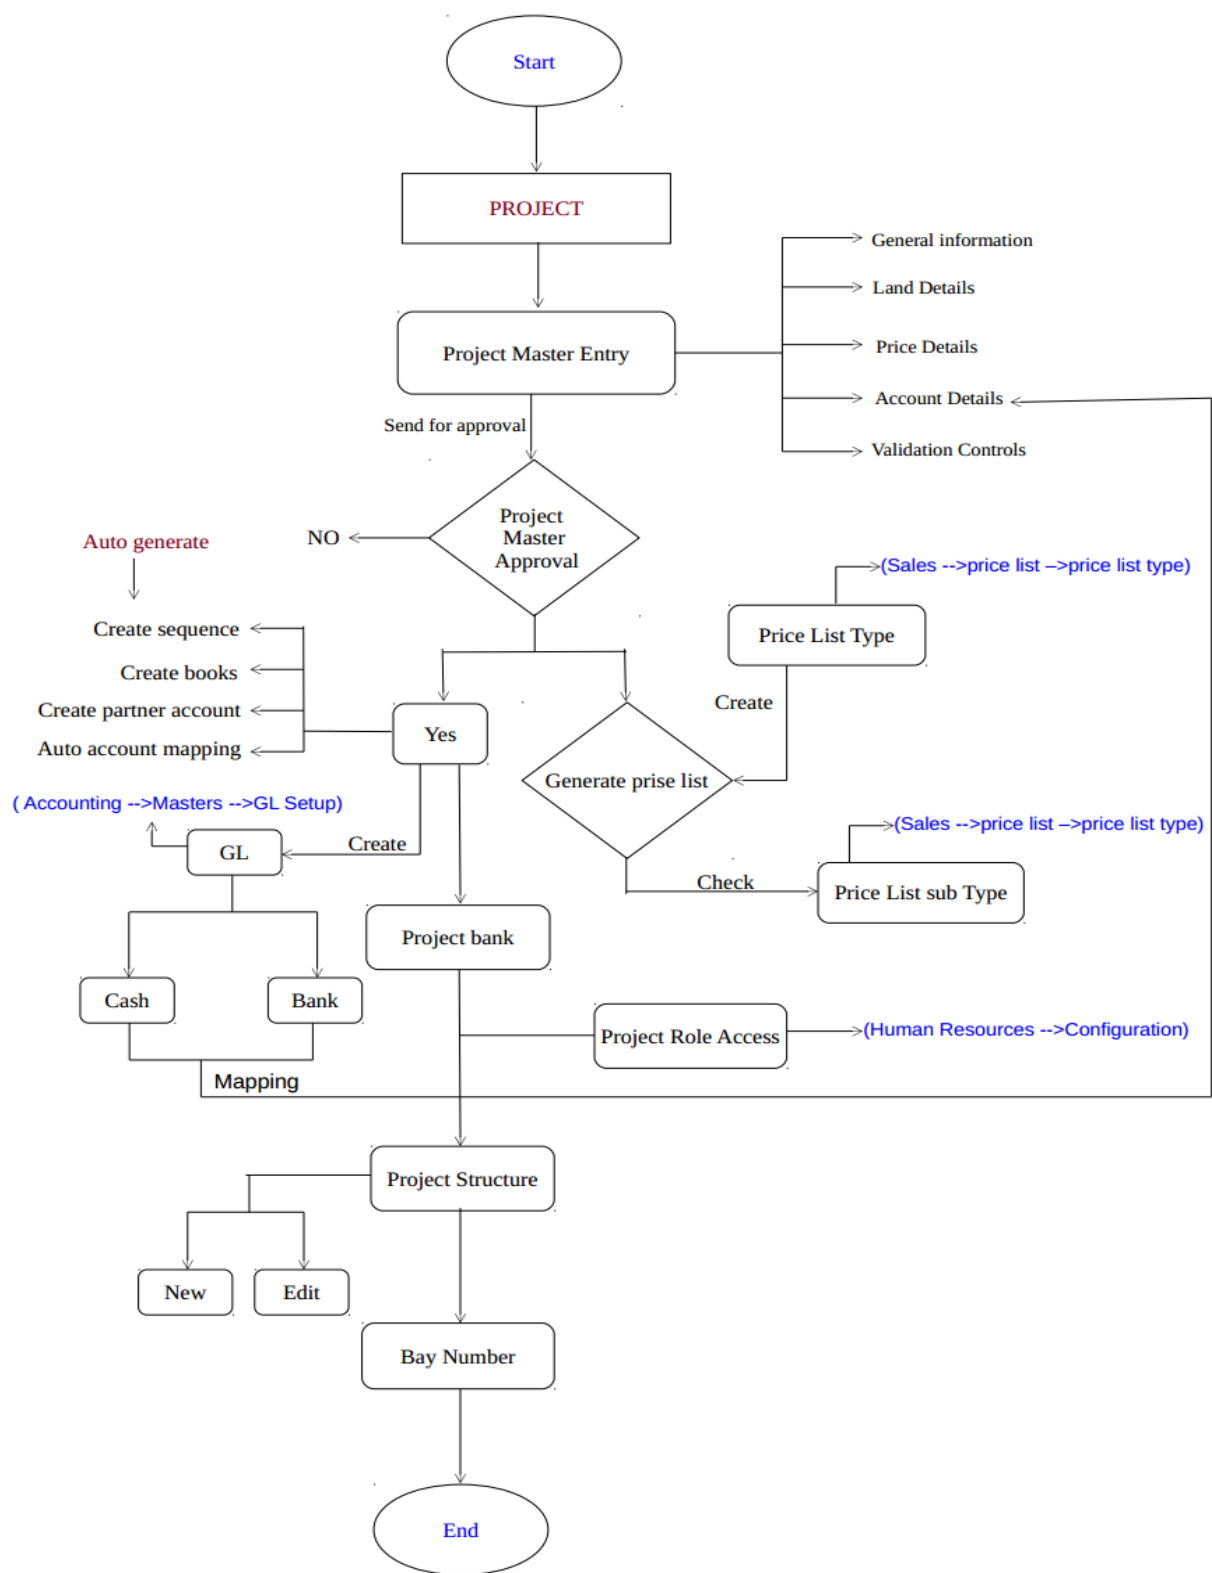 Start
PROJECT
General information
Land Details
Project Master Entry
Price Details
Account Details
Send for approval
Validation Controls
Project
Master
Approval
NO
Auto generate
(Sales -->price list –>price list type)
Create sequence
Price List Type
Create books
Create partner account
Create
Yes
Auto account mapping
Generate prise list
( Accounting -->Masters -->GL Setup)
(Sales -->price list –>price list type)
Create
GL
Check
Price List sub Type
Project bank
Cash
Bank
Project Role Access
(Human Resources -->Configuration)
Mapping
Project Structure
New
Edit
Bay Number
End